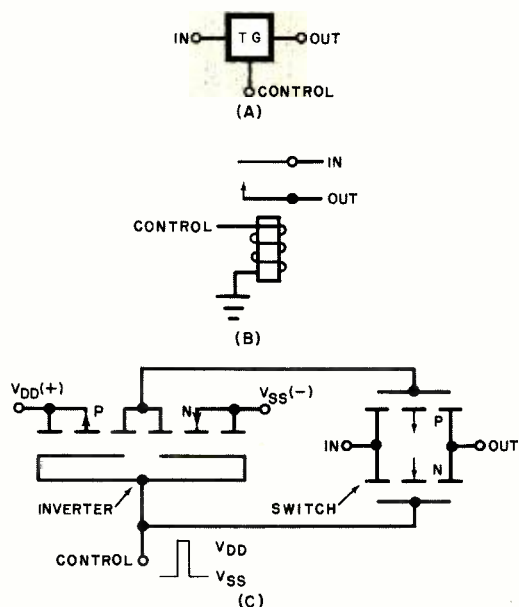 IN TG OUT
CONTROL
(A)
IN
OUT
CONTROL
(B)
VDD(+) P N VSS(-)
P
IN OUT
N
INVERTER SWITCH
CONTROL VDD
VSS
(C)